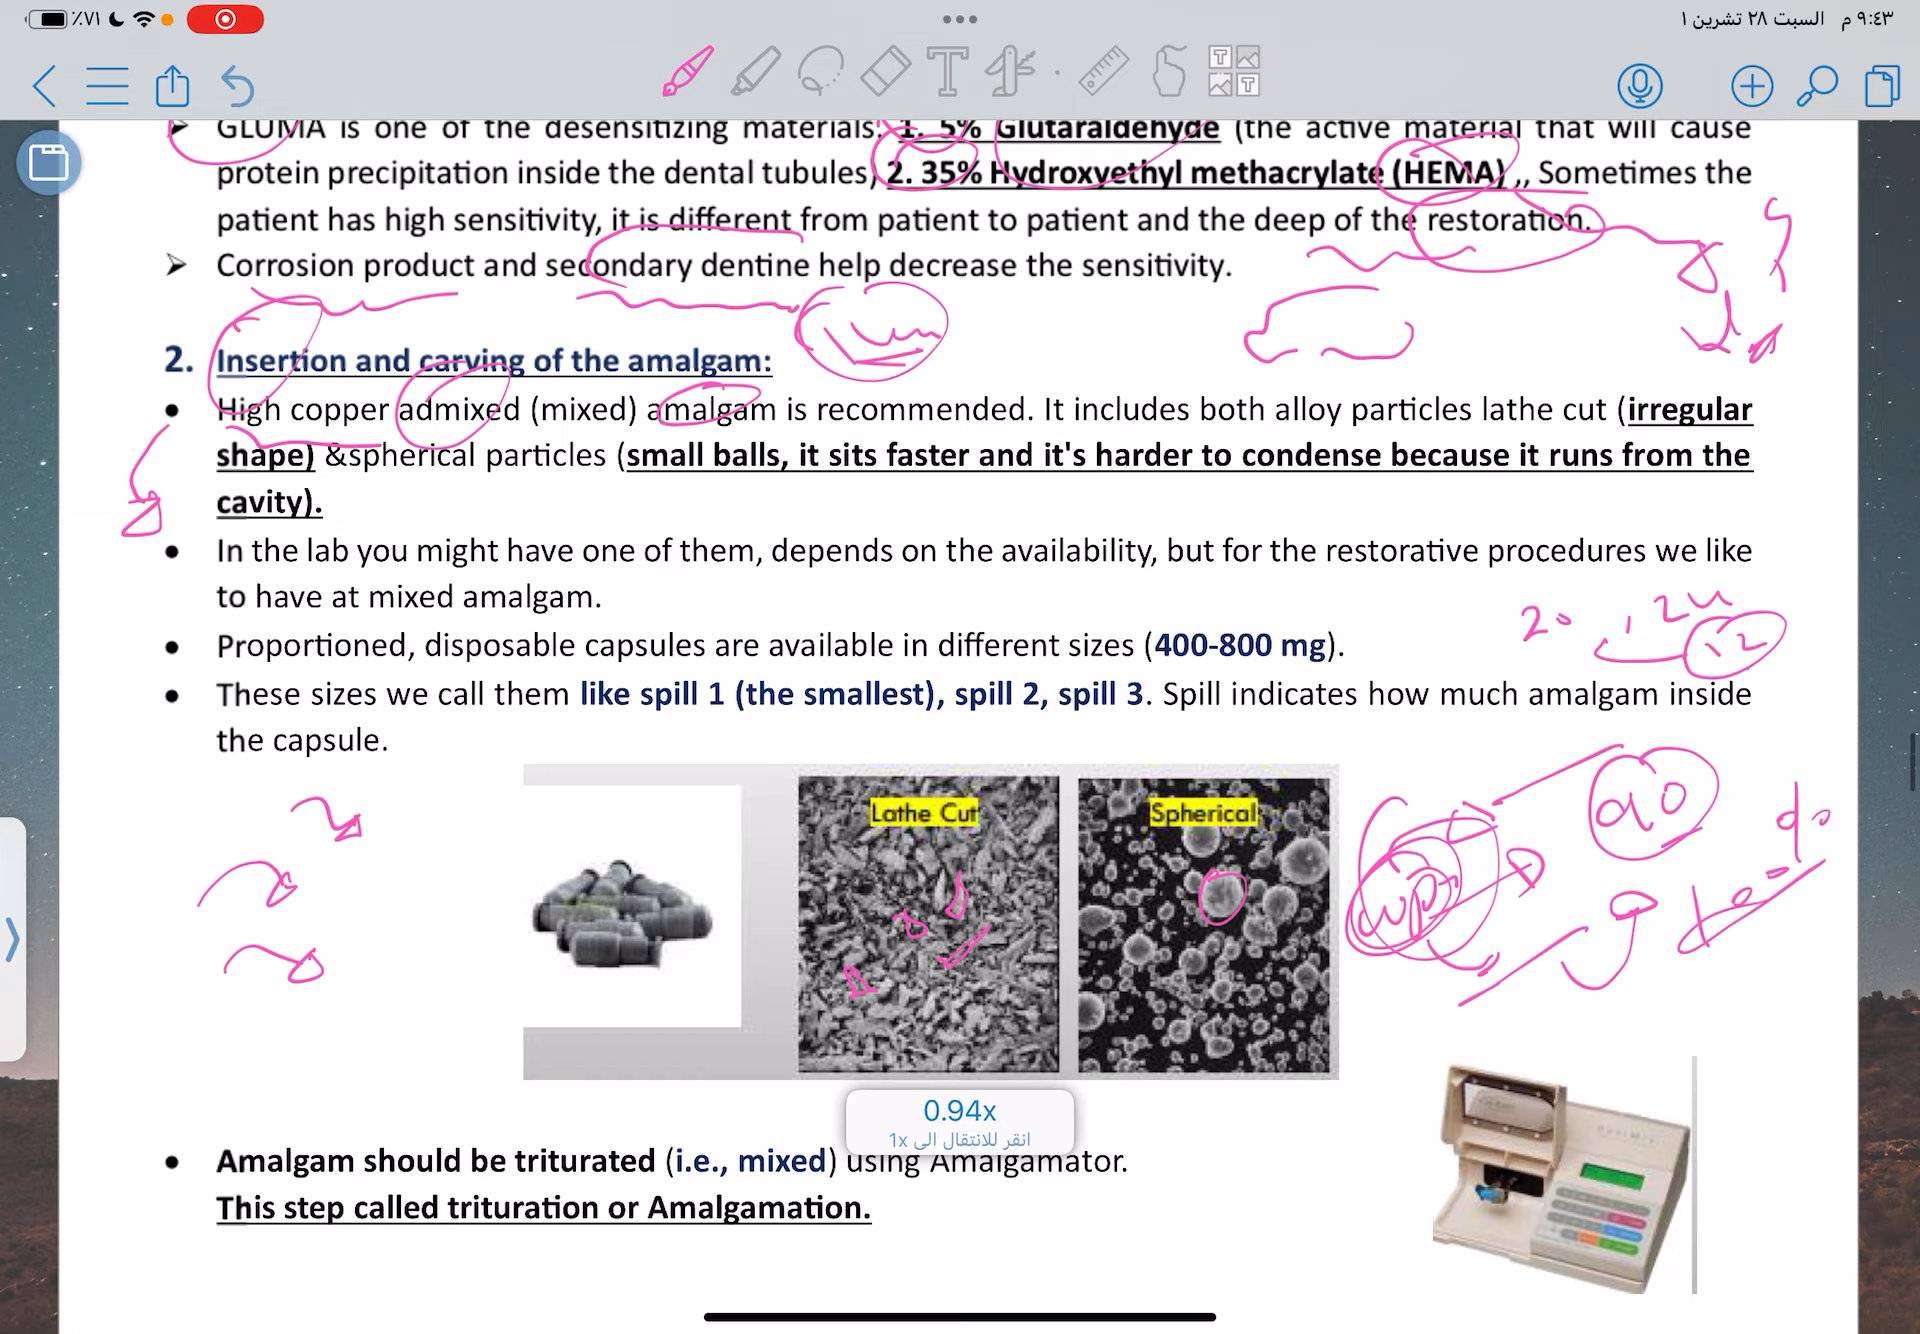 ٩:٤٣ م السبت ٢٨ تشرين ١
٪٧١
GLUMA is one of the desensitizing materials: 1. 5% Glutaraldehyde (the active material that will cause
protein precipitation inside the dental tubules) 2. 35% Hydroxyethyl methacrylate (HEMA) ,, Sometimes the
patient has high sensitivity, it is different from patient to patient and the deep of the restoration.
➤ Corrosion product and secondary dentine help decrease the sensitivity.
2. Insertion and carving of the amalgam:
• High copper admixed (mixed) amalgam is recommended. It includes both alloy particles lathe cut (irregular
shape) &spherical particles (small balls, it sits faster and it's harder to condense because it runs from the
cavity).
• In the lab you might have one of them, depends on the availability, but for the restorative procedures we like
to have at mixed amalgam.
• Proportioned, disposable capsules are available in different sizes (400-800 mg).
• These sizes we call them like spill 1 (the smallest), spill 2, spill 3. Spill indicates how much amalgam inside
the capsule.
Lathe Cut
Spherical
0.94x
انقر للانتقال الى 1x
• Amalgam should be triturated (i.e., mixed) using Amalgamator.
This step called trituration or Amalgamation.